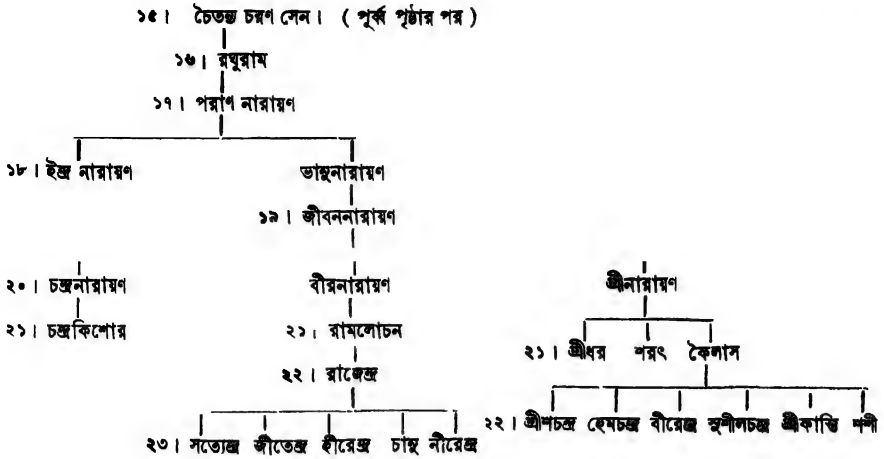 ১৫। চৈতন্য চরণ সেন। ( পূর্ব্ব পৃষ্ঠার পর )
১৬। রঘুরাম
১৭। পরাণ নারায়ণ
১৮। ইন্দ্র নারায়ণ ভানুনারায়ণ
১৯। জীবননারায়ণ
২০। চন্দ্রনারায়ণ বীরনারায়ণ শ্রীনারায়ণ
২১। চন্দ্রকিশোর ২১। রামলোচন
২১। শ্রীধর শরৎ কৈলাস
২২। রাজেন্দ্র
২২। শ্রীশচন্দ্র হেমচন্দ্র বীরেন্দ্র সুশীলচন্দ্র শ্রীকান্তি শশী
২৩। সত্যেন্দ্র জীতেন্দ্র হীরেন্দ্র চানু নীরেন্দ্র